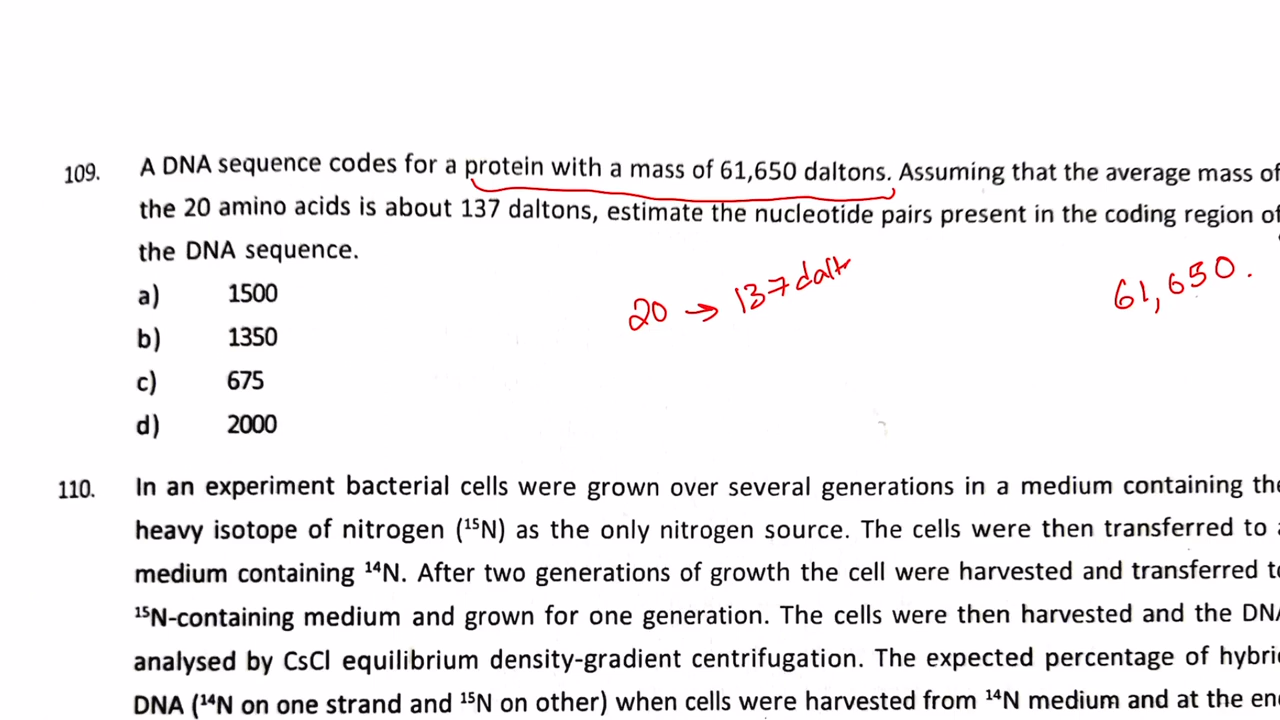 109. A DNA sequence codes for a protein with a mass of 61,650 daltons. Assuming that the average mass of
the 20 amino acids is about 137 daltons, estimate the nucleotide pairs present in the coding region of
the DNA sequence.
20 → 137 dalt
61,650.
a) 1500
b) 1350
c) 675
d) 2000
110. In an experiment bacterial cells were grown over several generations in a medium containing the
heavy isotope of nitrogen (¹⁵N) as the only nitrogen source. The cells were then transferred to a
medium containing ¹⁴N. After two generations of growth the cell were harvested and transferred to
¹⁵N-containing medium and grown for one generation. The cells were then harvested and the DNA
analysed by CsCl equilibrium density-gradient centrifugation. The expected percentage of hybri
DNA (¹⁴N on one strand and ¹⁵N on other) when cells were harvested from ¹⁴N medium and at the en